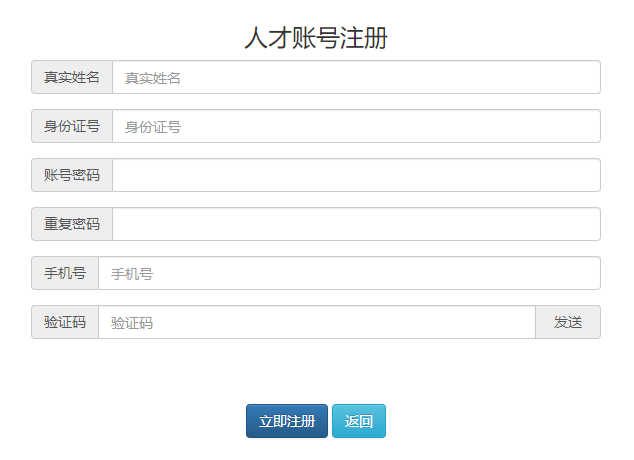 人才账号注册
真实姓名 真实姓名
身份证号 身份证号
账号密码
重复密码
手机号 手机号
验证码 验证码 发送
立即注册 返回